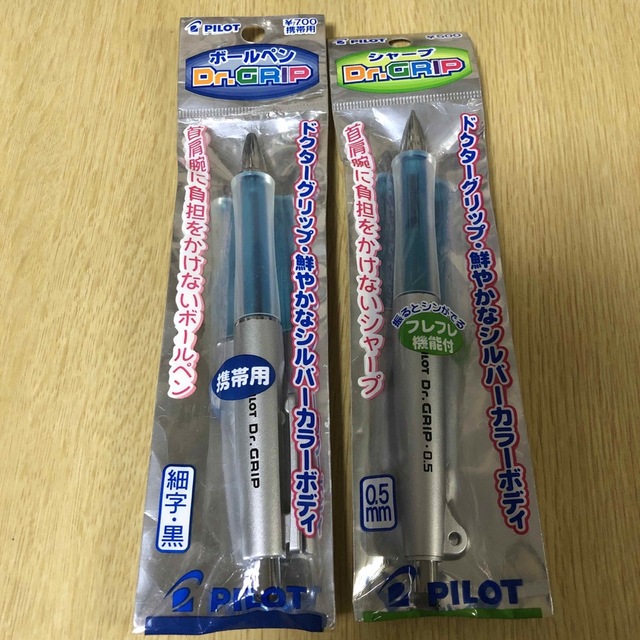 PILOT
¥700
携帯用
ボールペン
Dr.GRIP
ドクターグリップ・鮮やかなシルバーカラーボディ
首肩腕に負担をかけないボールペン
携帯用
PILOT Dr.GRIP
細字・黒
PILOT
PILOT
¥500
シャープ
Dr.GRIP
ドクターグリップ・鮮やかなシルバーカラーボディ
首肩腕に負担をかけないシャープ
振るとシンがでる
フレフレ
機能付
PILOT Dr.GRIP・0.5
0.5
mm
PILOT